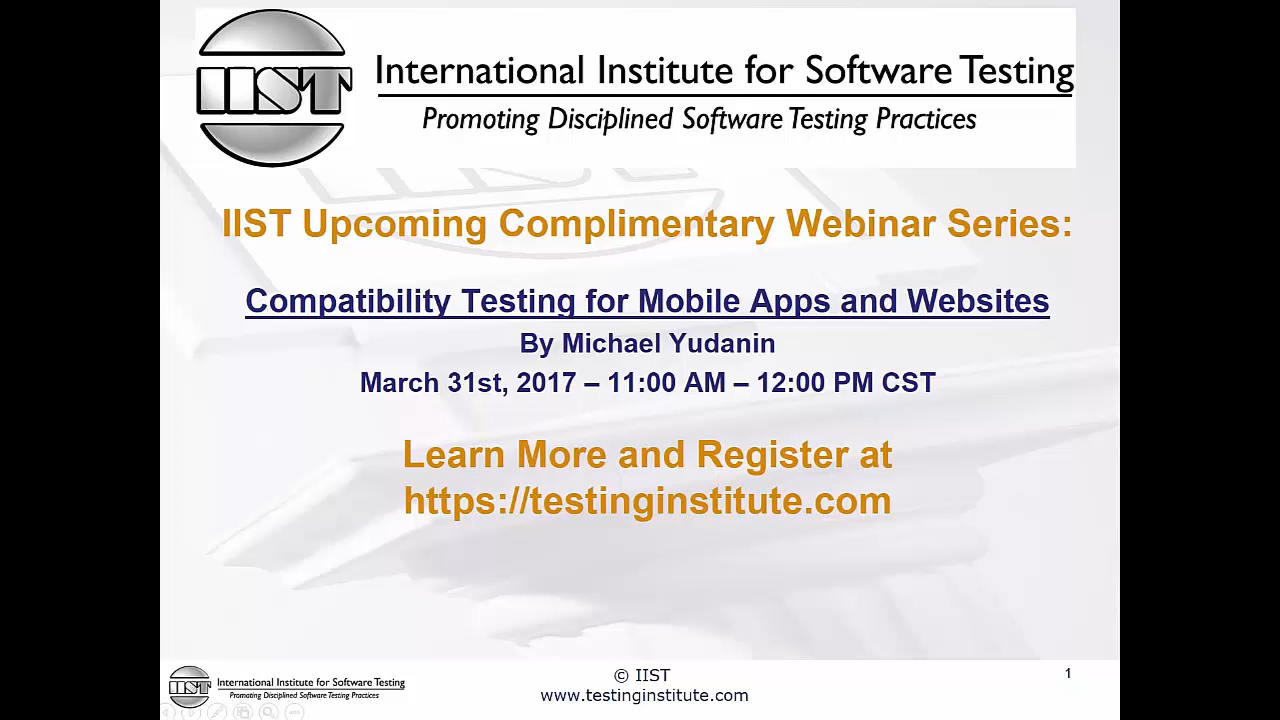 IIST
International Institute for Software Testing
Promoting Disciplined Software Testing Practices
IIST Upcoming Complimentary Webinar Series:
Compatibility Testing for Mobile Apps and Websites
By Michael Yudanin
March 31st, 2017 – 11:00 AM – 12:00 PM CST
Learn More and Register at
https://testinginstitute.com
IIST
International Institute for Software Testing
Promoting Disciplined Software Testing Practices
© IIST
www.testinginstitute.com
1